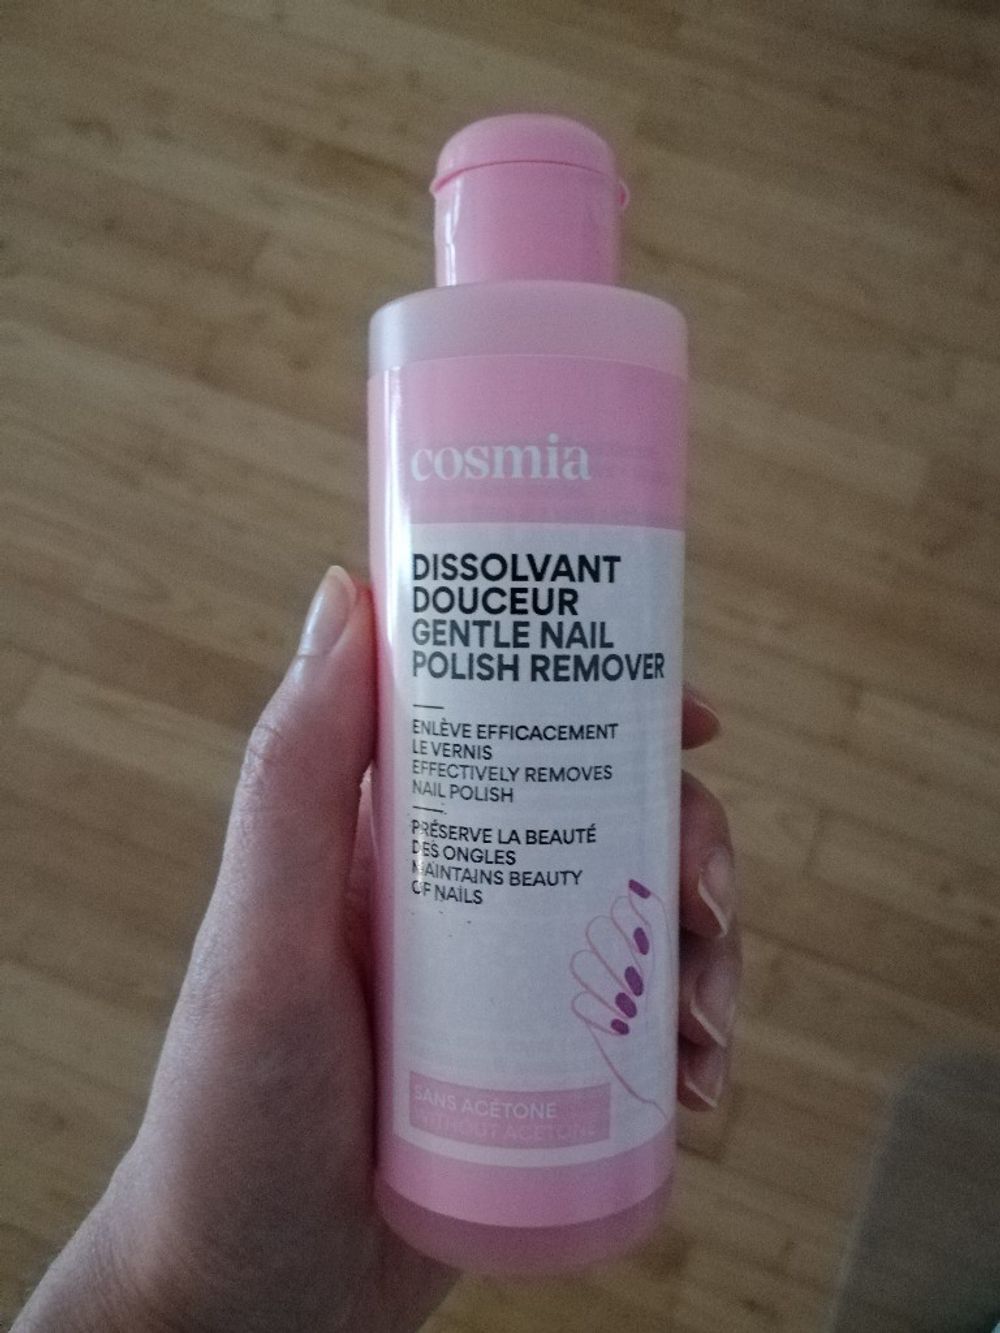 cosmia
DISSOLVANT
DOUCEUR
GENTLE NAIL
POLISH REMOVER
ENLÈVE EFFICACEMENT
LE VERNIS
EFFECTIVELY REMOVES
NAIL POLISH
PRÉSERVE LA BEAUTÉ
DES ONGLES
MAINTAINS BEAUTY
OF NAILS
SANS ACÉTONE
WITHOUT ACETONE